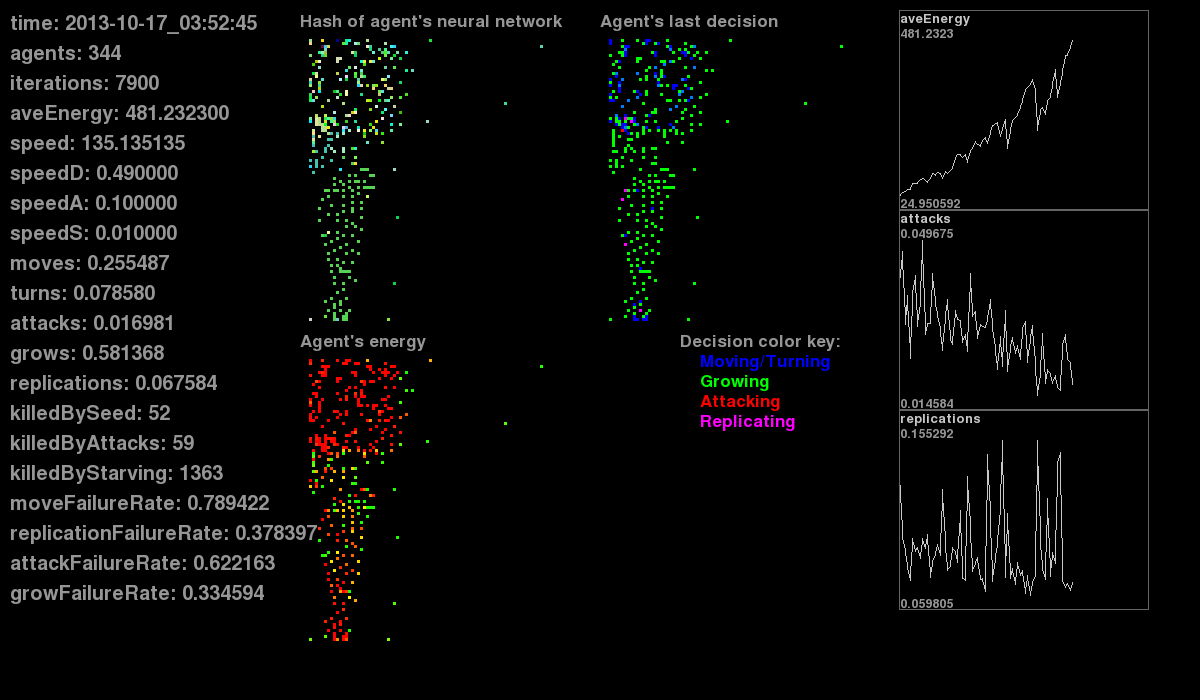 time: 2013-10-17_03:52:45
agents: 344
iterations: 7900
aveEnergy: 481.232300
speed: 135.135135
speedD: 0.490000
speedA: 0.100000
speedS: 0.010000
moves: 0.255487
turns: 0.078580
attacks: 0.016981
grows: 0.581368
replications: 0.067584
killedBySeed: 52
killedByAttacks: 59
killedByStarving: 1363
moveFailureRate: 0.789422
replicationFailureRate: 0.378397
attackFailureRate: 0.622163
growFailureRate: 0.334594
Hash of agent's neural network
Agent's last decision
Agent's energy
Decision color key:
Moving/Turning
Growing
Attacking
Replicating
aveEnergy
481.2323
24.950592
attacks
0.049675
0.014584
replications
0.155292
0.059805